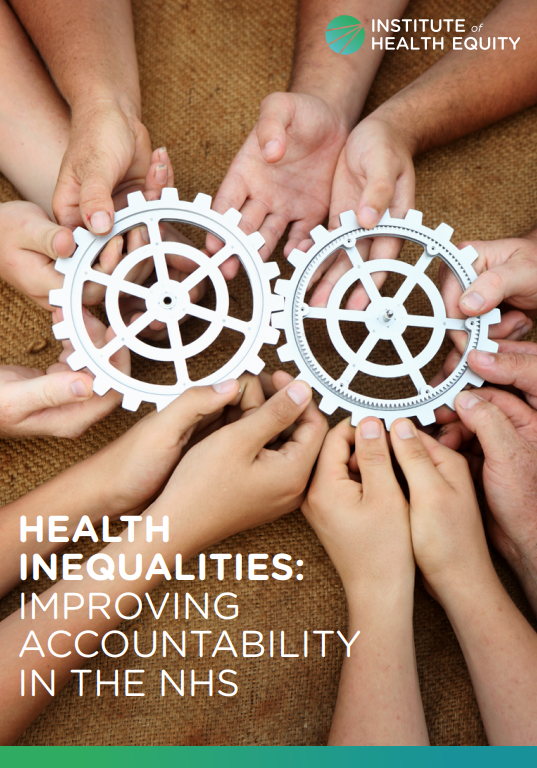 INSTITUTE of
HEALTH EQUITY
HEALTH
INEQUALITIES:
IMPROVING
ACCOUNTABILITY
IN THE NHS